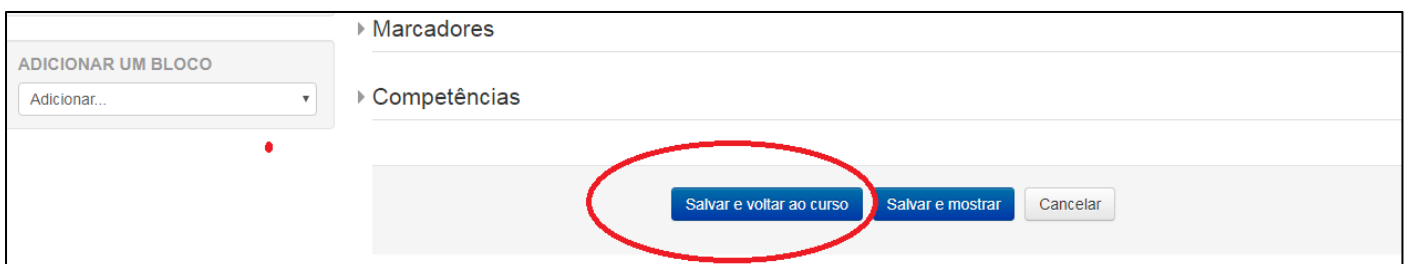 Marcadores
ADICIONAR UM BLOCO
Adicionar...
Competências
Salvar e voltar ao curso Salvar e mostrar Cancelar